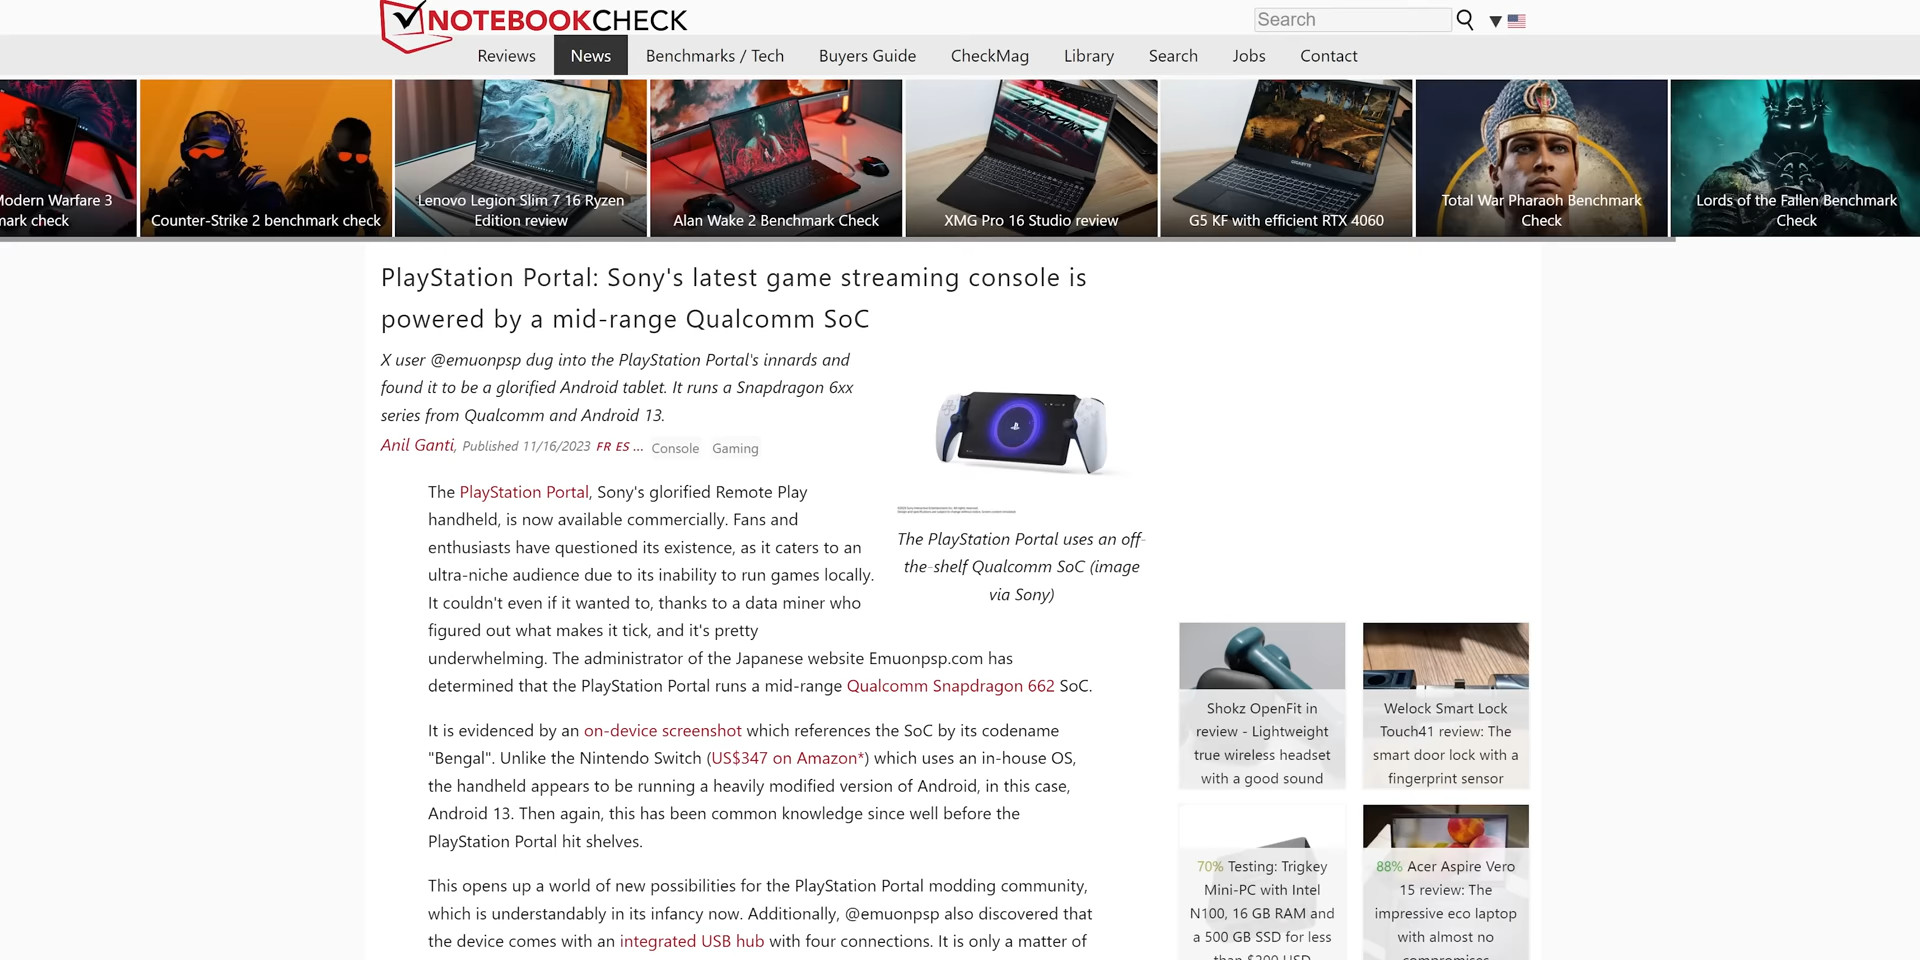 NOTEBOOKCHECK
Search
Reviews News Benchmarks / Tech Buyers Guide CheckMag Library Search Jobs Contact
Modern Warfare 3
mark check
Counter-Strike 2 benchmark check
Lenovo Legion Slim 7 16 Ryzen
Edition review
Alan Wake 2 Benchmark Check
XMG Pro 16 Studio review
G5 KF with efficient RTX 4060
Total War Pharaoh Benchmark
Check
Lords of the Fallen Benchmark
Check
PlayStation Portal: Sony's latest game streaming console is
powered by a mid-range Qualcomm SoC
X user @emuonpsp dug into the PlayStation Portal's innards and
found it to be a glorified Android tablet. It runs a Snapdragon 6xx
series from Qualcomm and Android 13.
Anil Ganti, Published 11/16/2023 FR ES ... Console Gaming
The PlayStation Portal, Sony's glorified Remote Play
handheld, is now available commercially. Fans and
enthusiasts have questioned its existence, as it caters to an
ultra-niche audience due to its inability to run games locally.
It couldn't even if it wanted to, thanks to a data miner who
figured out what makes it tick, and it's pretty
underwhelming. The administrator of the Japanese website Emuonpsp.com has
determined that the PlayStation Portal runs a mid-range Qualcomm Snapdragon 662 SoC.
The PlayStation Portal uses an off-
the-shelf Qualcomm SoC (image
via Sony)
It is evidenced by an on-device screenshot which references the SoC by its codename
"Bengal". Unlike the Nintendo Switch (US$347 on Amazon*) which uses an in-house OS,
the handheld appears to be running a heavily modified version of Android, in this case,
Android 13. Then again, this has been common knowledge since well before the
PlayStation Portal hit shelves.
This opens up a world of new possibilities for the PlayStation Portal modding community,
which is understandably in its infancy now. Additionally, @emuonpsp also discovered that
the device comes with an integrated USB hub with four connections. It is only a matter of
Shokz OpenFit in
review - Lightweight
true wireless headset
with a good sound
Welock Smart Lock
Touch41 review: The
smart door lock with a
fingerprint sensor
70% Testing: Trigkey
Mini-PC with Intel
N100, 16 GB RAM and
a 500 GB SSD for less
than $200 USD
88% Acer Aspire Vero
15 review: The
impressive eco laptop
with almost no
compromises